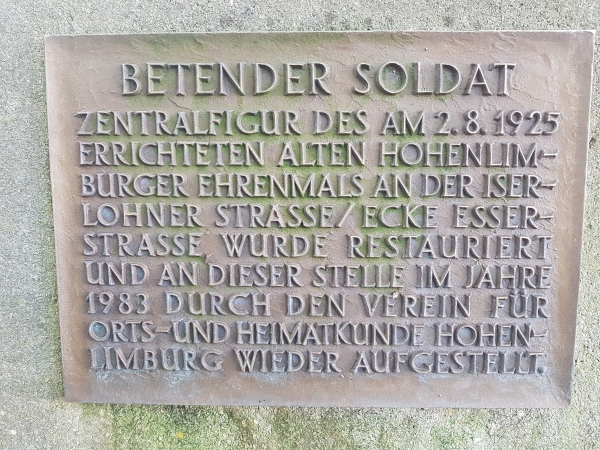 BETENDER SOLDAT
ZENTRALFIGUR DES AM 2.8.1925
ERRICHTETEN ALTEN HOHENLIM-
BURGER EHRENMALS AN DER ISER-
LOHNER STRASSE/ECKE ESSER-
STRASSE, WURDE RESTAURIERT
UND AN DIESER STELLE IM JAHRE
1983 DURCH DEN VEREIN FÜR
ORTS-UND HEIMATKUNDE HOHEN-
LIMBURG WIEDER AUFGESTELLT.